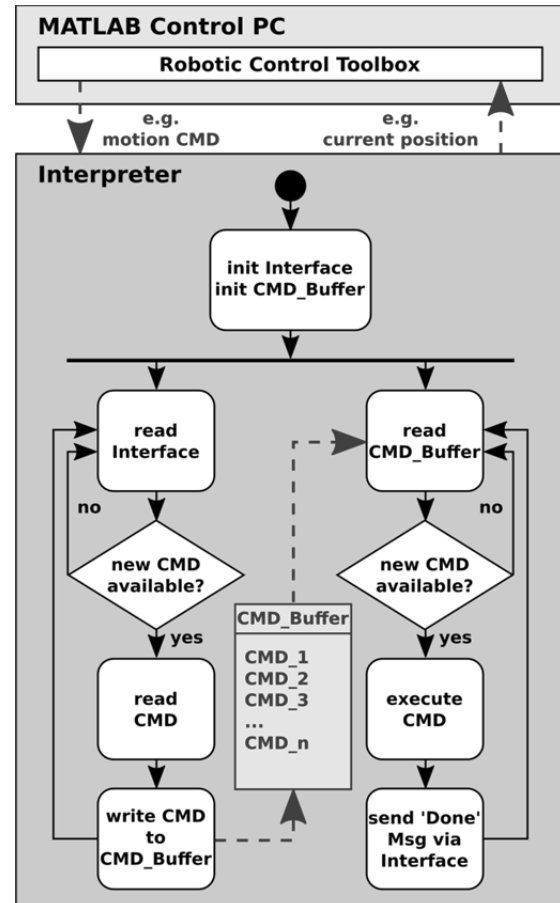 MATLAB Control PC
Robotic Control Toolbox
e.g.
motion CMD
e.g.
current position
Interpreter
init Interface
init CMD_Buffer
read
Interface
no
new CMD
available?
yes
read
CMD
write CMD
to
CMD_Buffer
CMD_Buffer
CMD_1
CMD_2
CMD_3
...
CMD_n
read
CMD_Buffer
no
new CMD
available?
yes
execute
CMD
send 'Done'
Msg via
Interface